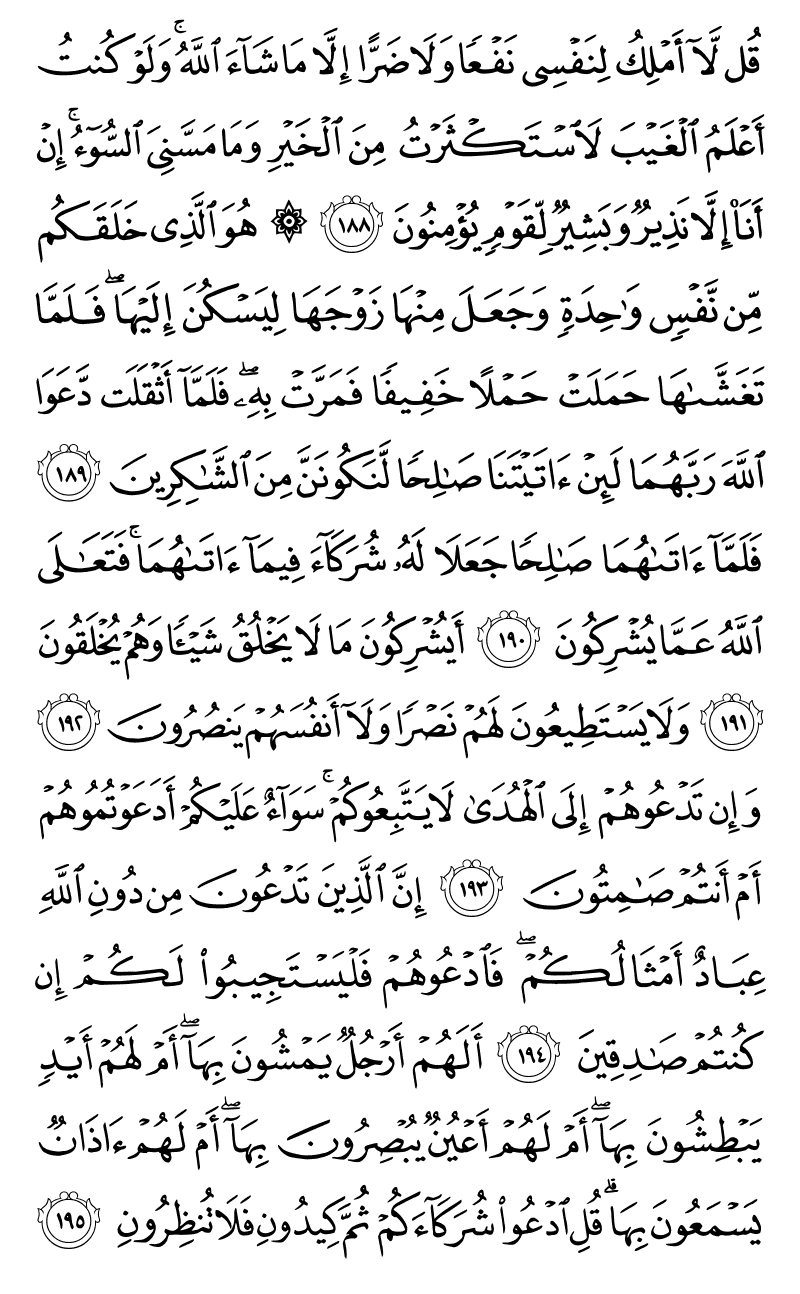 قُل لَّآ أَمۡلِكُ لِنَفۡسِي نَفۡعٗا وَلَا ضَرًّا إِلَّا مَا شَآءَ ٱللَّهُۚ وَلَوۡ كُنتُ
أَعۡلَمُ ٱلۡغَيۡبَ لَٱسۡتَكۡثَرۡتُ مِنَ ٱلۡخَيۡرِ وَمَا مَسَّنِيَ ٱلسُّوٓءُۚ إِنۡ
أَنَا۠ إِلَّا نَذِيرٞ وَبَشِيرٞ لِّقَوۡمٖ يُؤۡمِنُونَ ١٨٨ ۞ هُوَ ٱلَّذِي خَلَقَكُم
مِّن نَّفۡسٖ وَٰحِدَةٖ وَجَعَلَ مِنۡهَا زَوۡجَهَا لِيَسۡكُنَ إِلَيۡهَاۖ فَلَمَّا
تَغَشَّىٰهَا حَمَلَتۡ حَمۡلًا خَفِيفٗا فَمَرَّتۡ بِهِۦۖ فَلَمَّآ أَثۡقَلَت دَّعَوَا
ٱللَّهَ رَبَّهُمَا لَئِنۡ ءَاتَيۡتَنَا صَٰلِحٗا لَّنَكُونَنَّ مِنَ ٱلشَّٰكِرِينَ ١٨٩
فَلَمَّآ ءَاتَىٰهُمَا صَٰلِحٗا جَعَلَا لَهُۥ شُرَكَآءَ فِيمَآ ءَاتَىٰهُمَاۚ فَتَعَٰلَى
ٱللَّهُ عَمَّا يُشۡرِكُونَ ١٩٠ أَيُشۡرِكُونَ مَا لَا يَخۡلُقُ شَيۡـٔٗا وَهُمۡ يُخۡلَقُونَ
١٩١ وَلَا يَسۡتَطِيعُونَ لَهُمۡ نَصۡرٗا وَلَآ أَنفُسَهُمۡ يَنصُرُونَ ١٩٢
وَإِن تَدۡعُوهُمۡ إِلَى ٱلۡهُدَىٰ لَا يَتَّبِعُوكُمۡۚ سَوَآءٌ عَلَيۡكُمۡ أَدَعَوۡتُمُوهُمۡ
أَمۡ أَنتُمۡ صَٰمِتُونَ ١٩٣ إِنَّ ٱلَّذِينَ تَدۡعُونَ مِن دُونِ ٱللَّهِ
عِبَادٌ أَمۡثَالُكُمۡۖ فَٱدۡعُوهُمۡ فَلۡيَسۡتَجِيبُواْ لَكُمۡ إِن
كُنتُمۡ صَٰدِقِينَ ١٩٤ أَلَهُمۡ أَرۡجُلٞ يَمۡشُونَ بِهَآۖ أَمۡ لَهُمۡ أَيۡدٖ
يَبۡطِشُونَ بِهَآۖ أَمۡ لَهُمۡ أَعۡيُنٞ يُبۡصِرُونَ بِهَآۖ أَمۡ لَهُمۡ ءَاذَانٞ
يَسۡمَعُونَ بِهَاۗ قُلِ ٱدۡعُواْ شُرَكَآءَكُمۡ ثُمَّ كِيدُونِ فَلَا تُنظِرُونِ ١٩٥